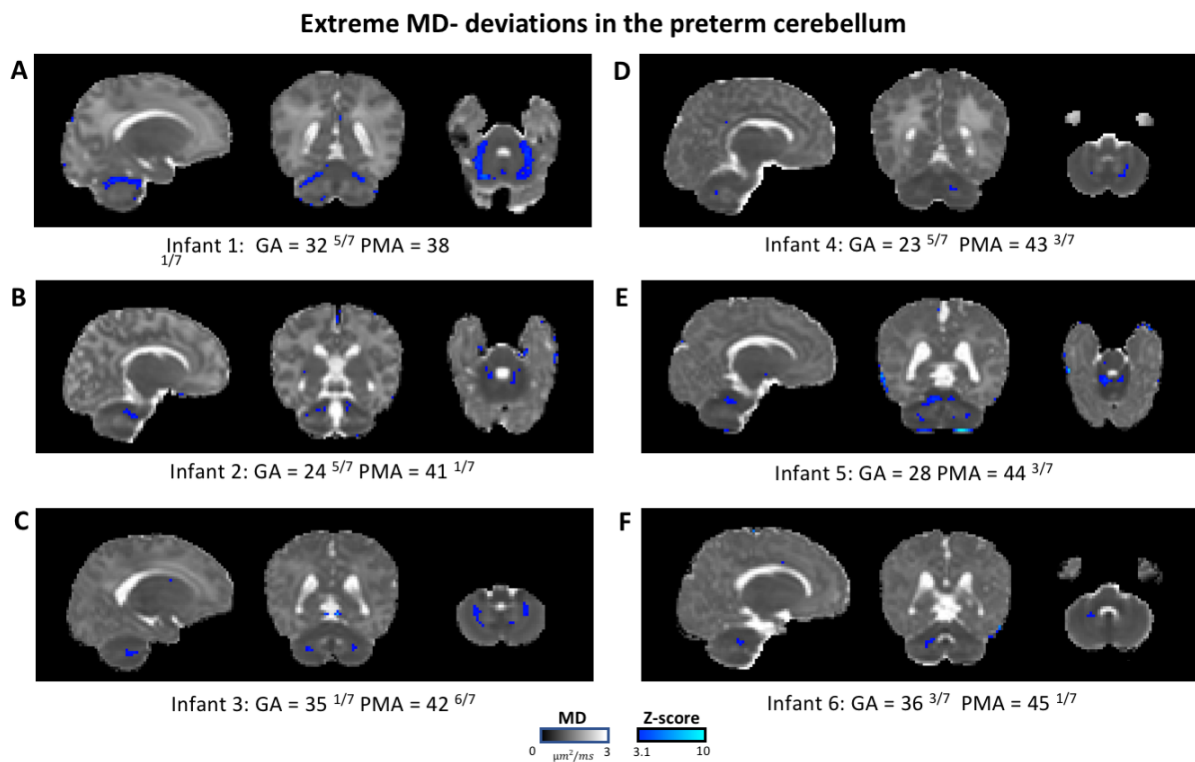 Extreme MD- deviations in the preterm cerebellum
A
Infant 1: GA = 32 5/7 PMA = 38
1/7
B
Infant 2: GA = 24 5/7 PMA = 41 1/7
C
Infant 3: GA = 35 1/7 PMA = 42 6/7
D
Infant 4: GA = 23 5/7 PMA = 43 3/7
E
Infant 5: GA = 28 PMA = 44 3/7
F
Infant 6: GA = 36 3/7 PMA = 45 1/7
MD
0 μm²/ms 3
Z-score
3.1 10